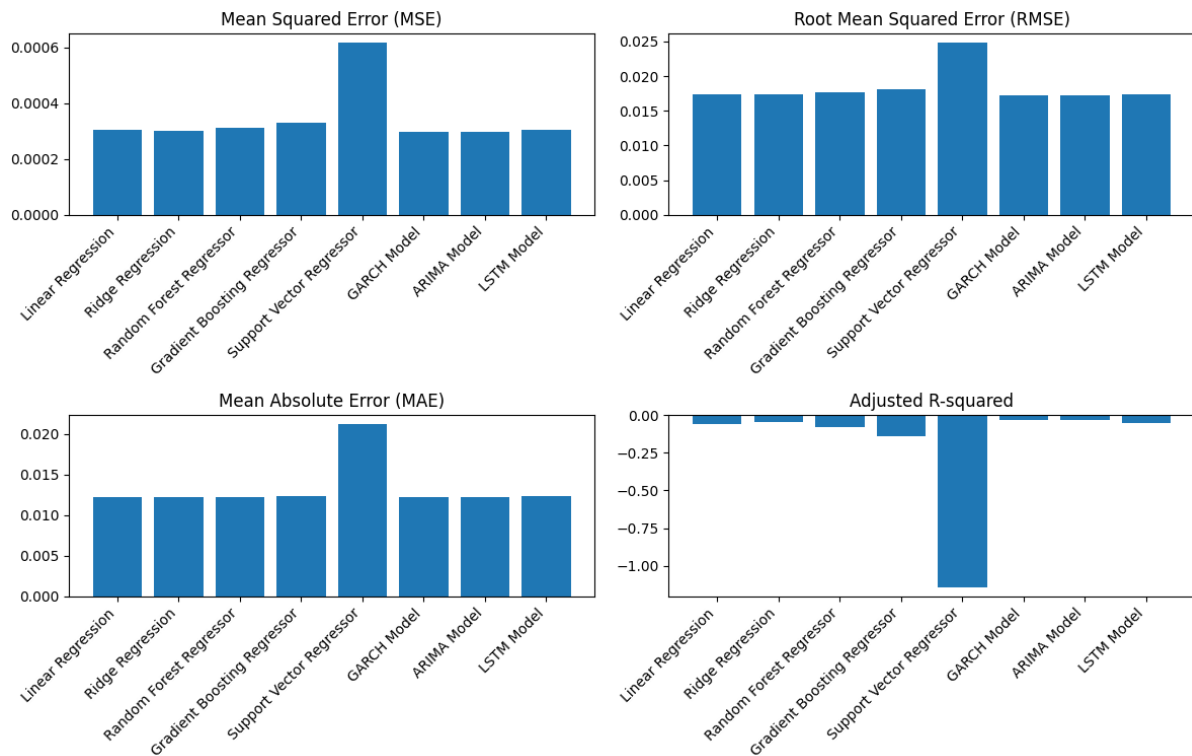 Mean Squared Error (MSE)
0.0006
0.0004
0.0002
0.0000
Linear Regression
Ridge Regression
Random Forest Regressor
Gradient Boosting Regressor
Support Vector Regressor
GARCH Model
ARIMA Model
LSTM Model
Root Mean Squared Error (RMSE)
0.025
0.020
0.015
0.010
0.005
0.000
Linear Regression
Ridge Regression
Random Forest Regressor
Gradient Boosting Regressor
Support Vector Regressor
GARCH Model
ARIMA Model
LSTM Model
Mean Absolute Error (MAE)
0.020
0.015
0.010
0.005
0.000
Linear Regression
Ridge Regression
Random Forest Regressor
Gradient Boosting Regressor
Support Vector Regressor
GARCH Model
ARIMA Model
LSTM Model
Adjusted R-squared
0.00
−0.25
−0.50
−0.75
−1.00
Linear Regression
Ridge Regression
Random Forest Regressor
Gradient Boosting Regressor
Support Vector Regressor
GARCH Model
ARIMA Model
LSTM Model